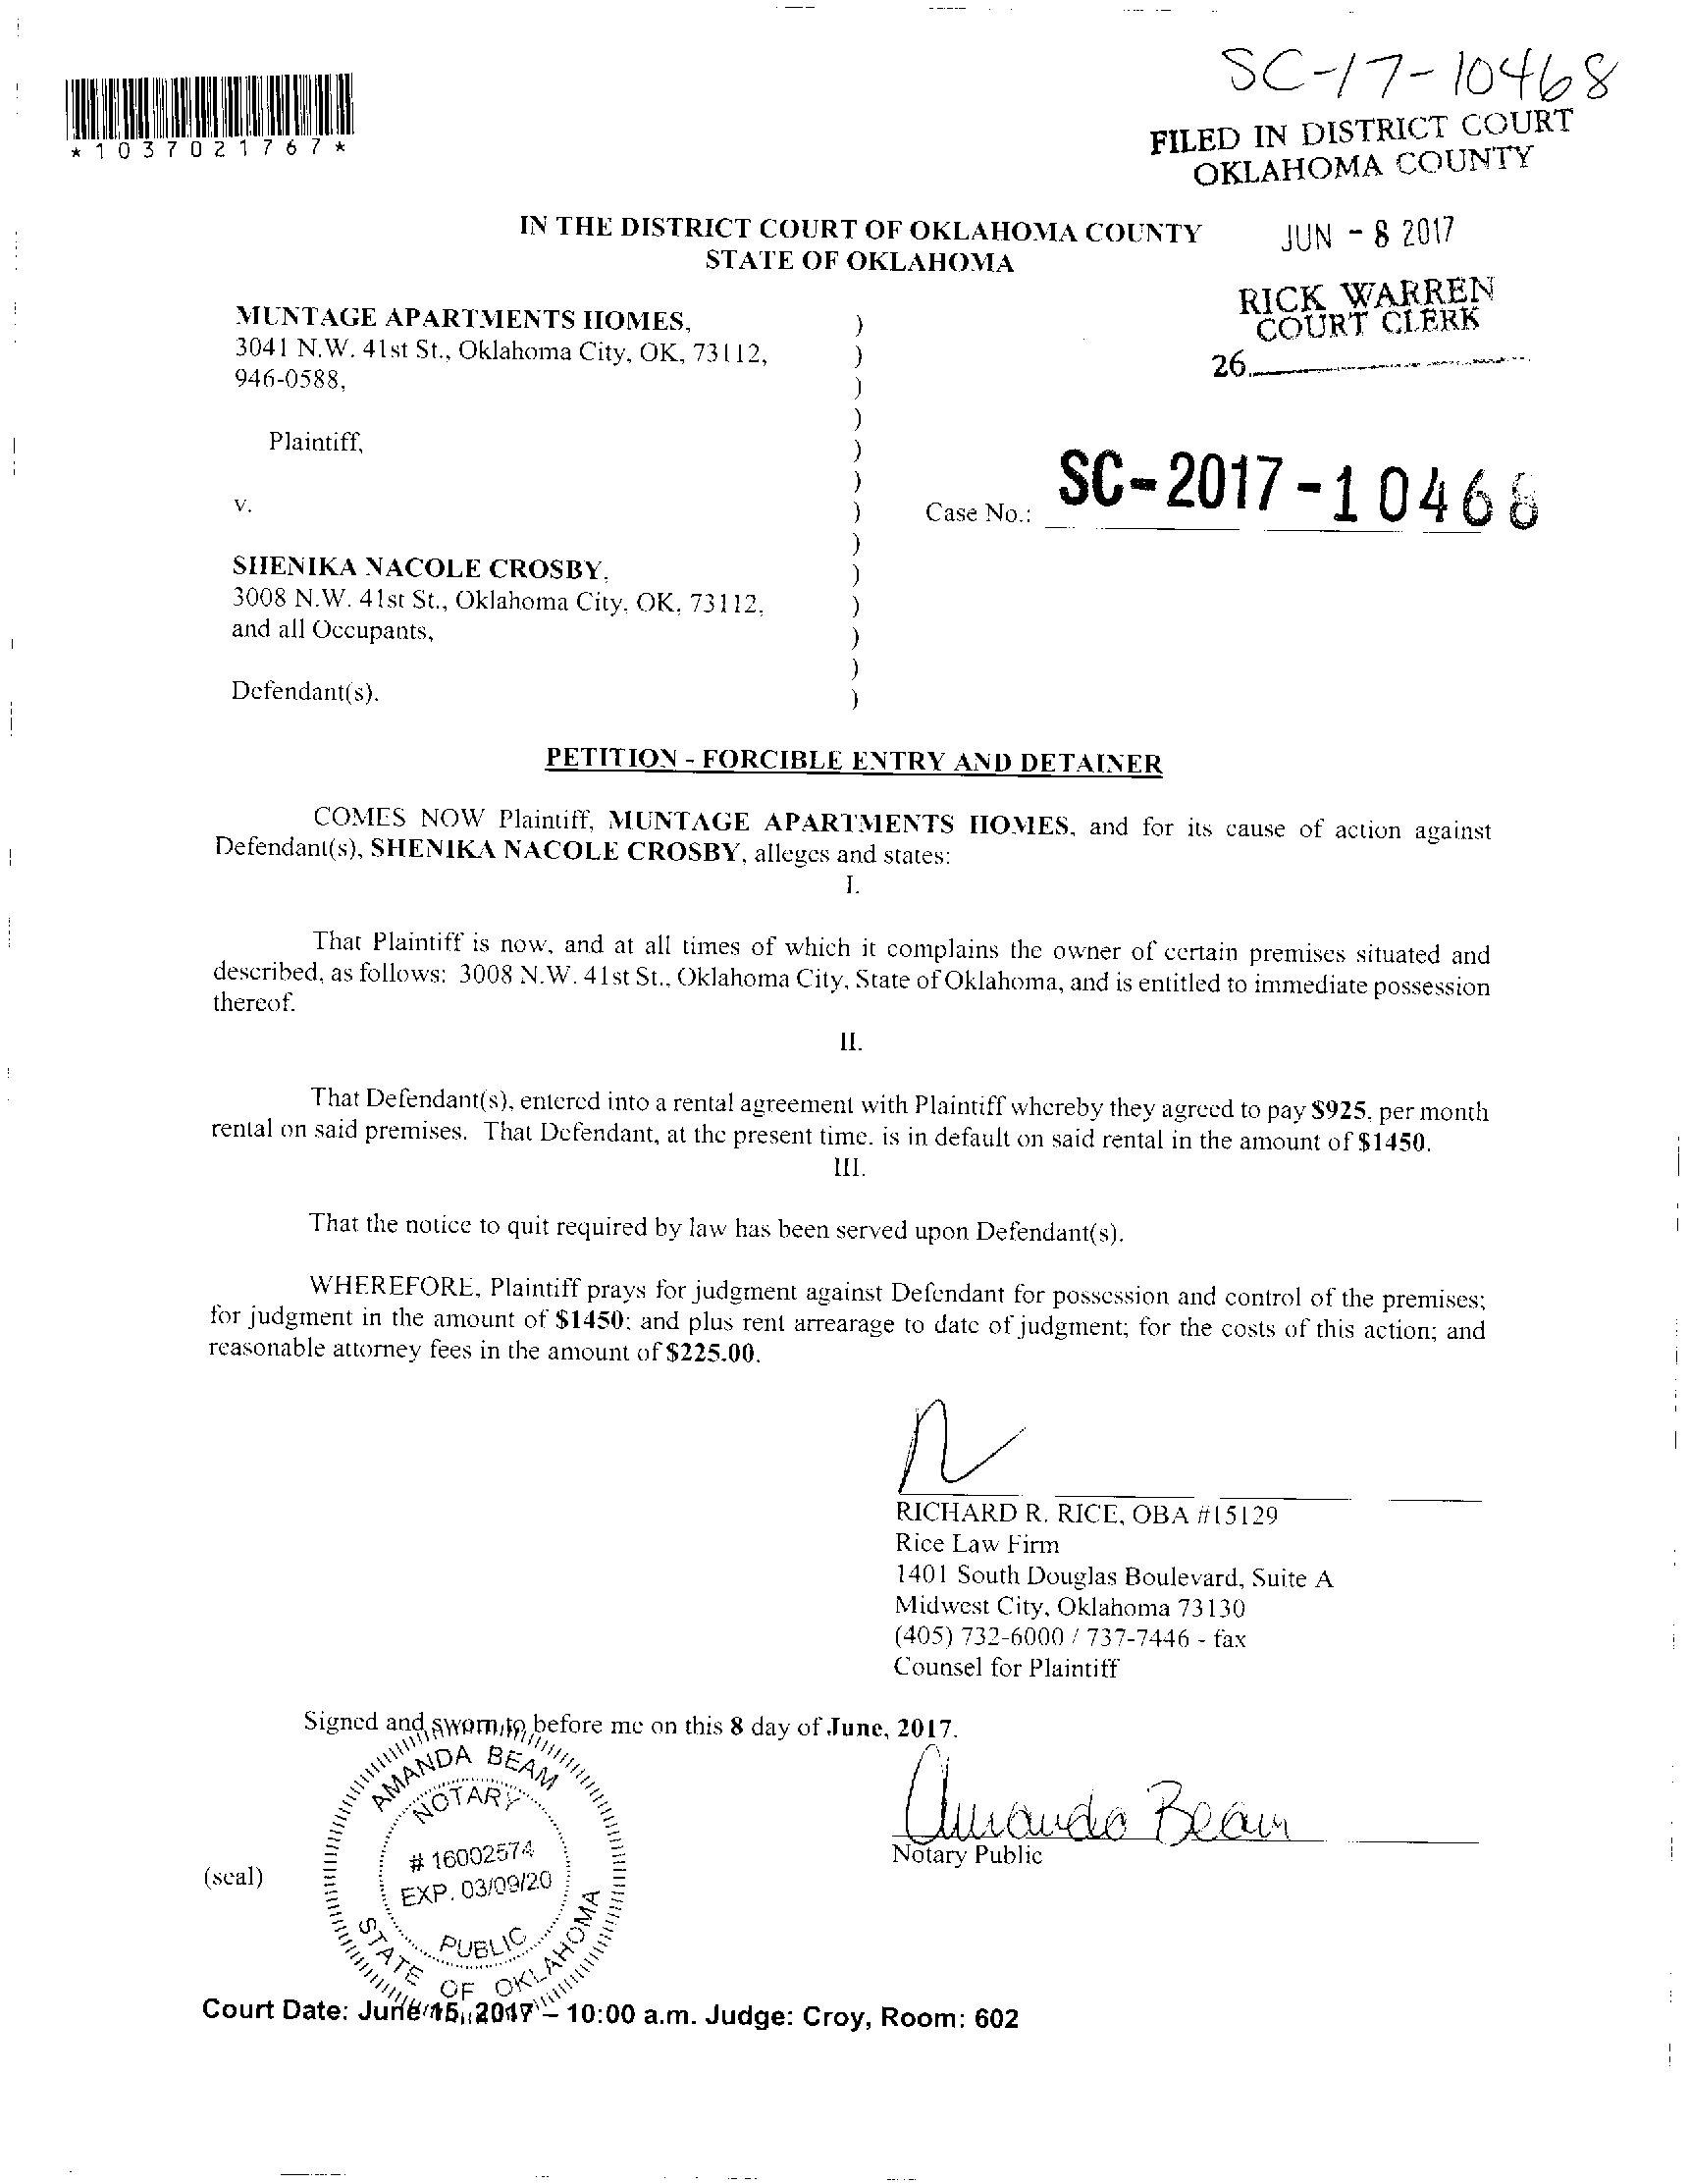 SC-17-10468
*1037021767*
FILED IN DISTRICT COURT
OKLAHOMA COUNTY
IN THE DISTRICT COURT OF OKLAHOMA COUNTY
STATE OF OKLAHOMA
JUN - 8 2017
RICK WARREN
COURT CLERK
26
MUNTAGE APARTMENTS HOMES,
3041 N.W. 41st St., Oklahoma City, OK, 73112,
946-0588,
Plaintiff,
v.
Case No.: SC-2017-10468
SHENIKA NACOLE CROSBY,
3008 N.W. 41st St., Oklahoma City, OK, 73112,
and all Occupants,
Defendant(s).
PETITION - FORCIBLE ENTRY AND DETAINER
COMES NOW Plaintiff, MUNTAGE APARTMENTS HOMES, and for its cause of action against
Defendant(s), SHENIKA NACOLE CROSBY, alleges and states:
I.
That Plaintiff is now, and at all times of which it complains the owner of certain premises situated and
described, as follows: 3008 N.W. 41st St., Oklahoma City, State of Oklahoma, and is entitled to immediate possession
thereof.
II.
That Defendant(s), entered into a rental agreement with Plaintiff whereby they agreed to pay $925, per month
rental on said premises. That Defendant, at the present time, is in default on said rental in the amount of $1450.
III.
That the notice to quit required by law has been served upon Defendant(s).
WHEREFORE, Plaintiff prays for judgment against Defendant for possession and control of the premises;
for judgment in the amount of $1450; and plus rent arrearage to date of judgment; for the costs of this action; and
reasonable attorney fees in the amount of $225.00.
RICHARD R. RICE, OBA #15129
Rice Law Firm
1401 South Douglas Boulevard, Suite A
Midwest City, Oklahoma 73130
(405) 732-6000 / 737-7446 - fax
Counsel for Plaintiff
Signed and sworn to before me on this 8 day of June, 2017.
Amanda Beam
Notary Public
(seal)
AMANDA BEAM
NOTARY
# 16002574
EXP. 03/09/20
PUBLIC
STATE OF OKLAHOMA
Court Date: June 15, 2017 – 10:00 a.m. Judge: Croy, Room: 602